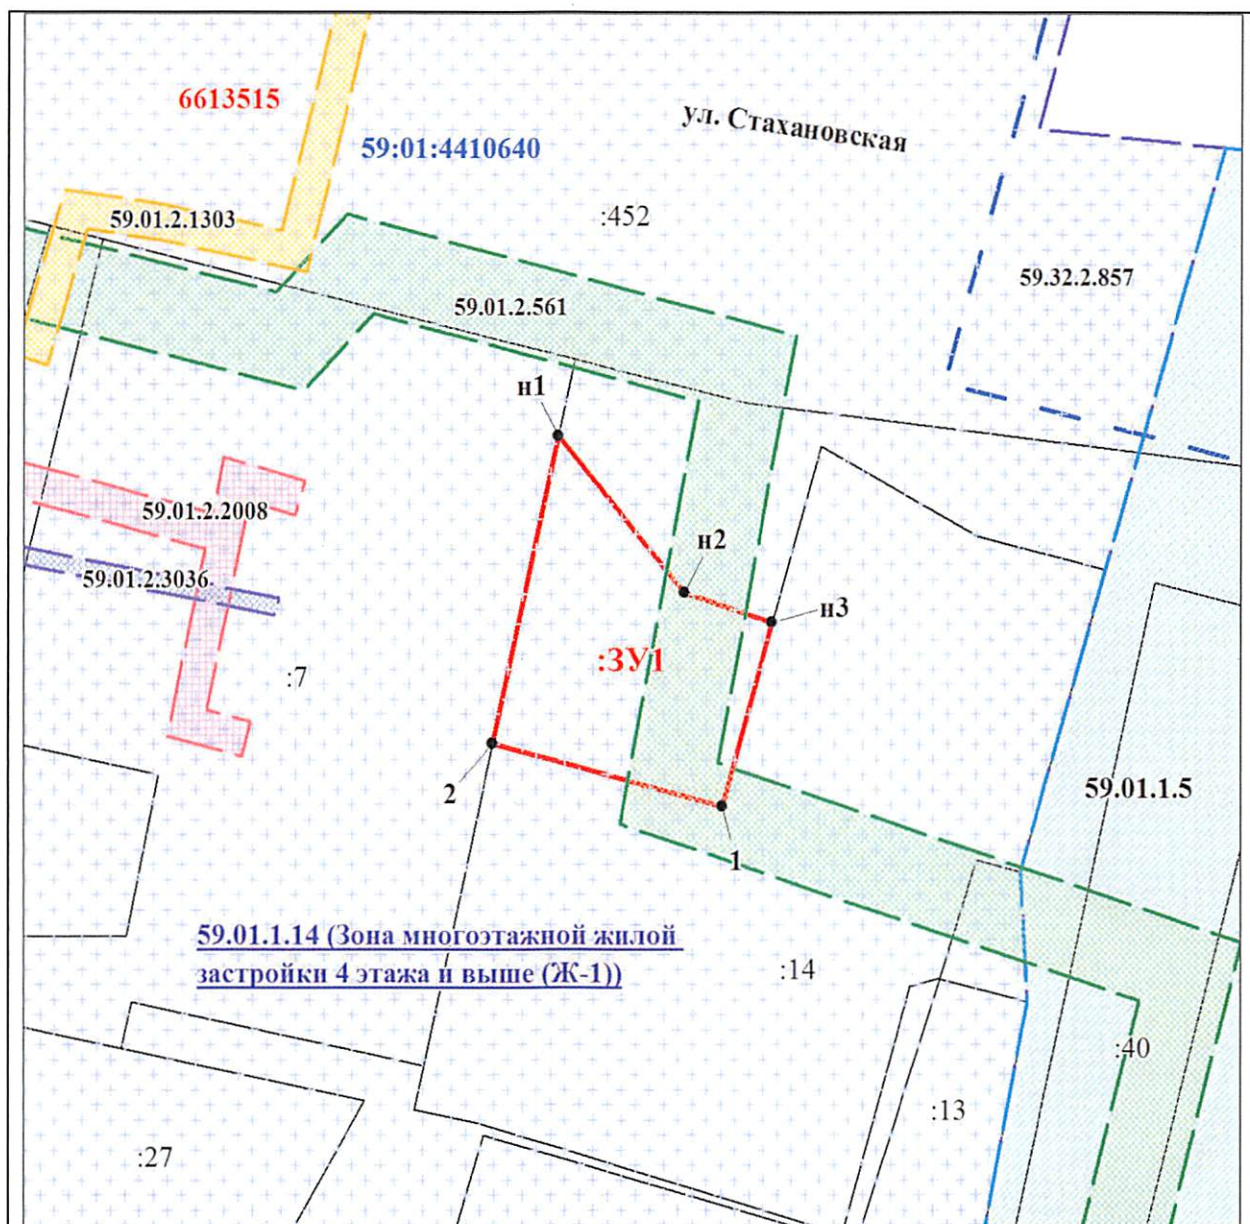 6613515
ул. Стахановская
59:01:4410640
59.01.2.1303
:452
59.32.2.857
59.01.2.561
н1
59.01.2.2008
н2
59.01.2.3036
н3
:ЗУ1
:7
2
59.01.1.5
1
59.01.1.14 (Зона многоэтажной жилой
застройки 4 этажа и выше (Ж-1))
:14
:40
:13
:27